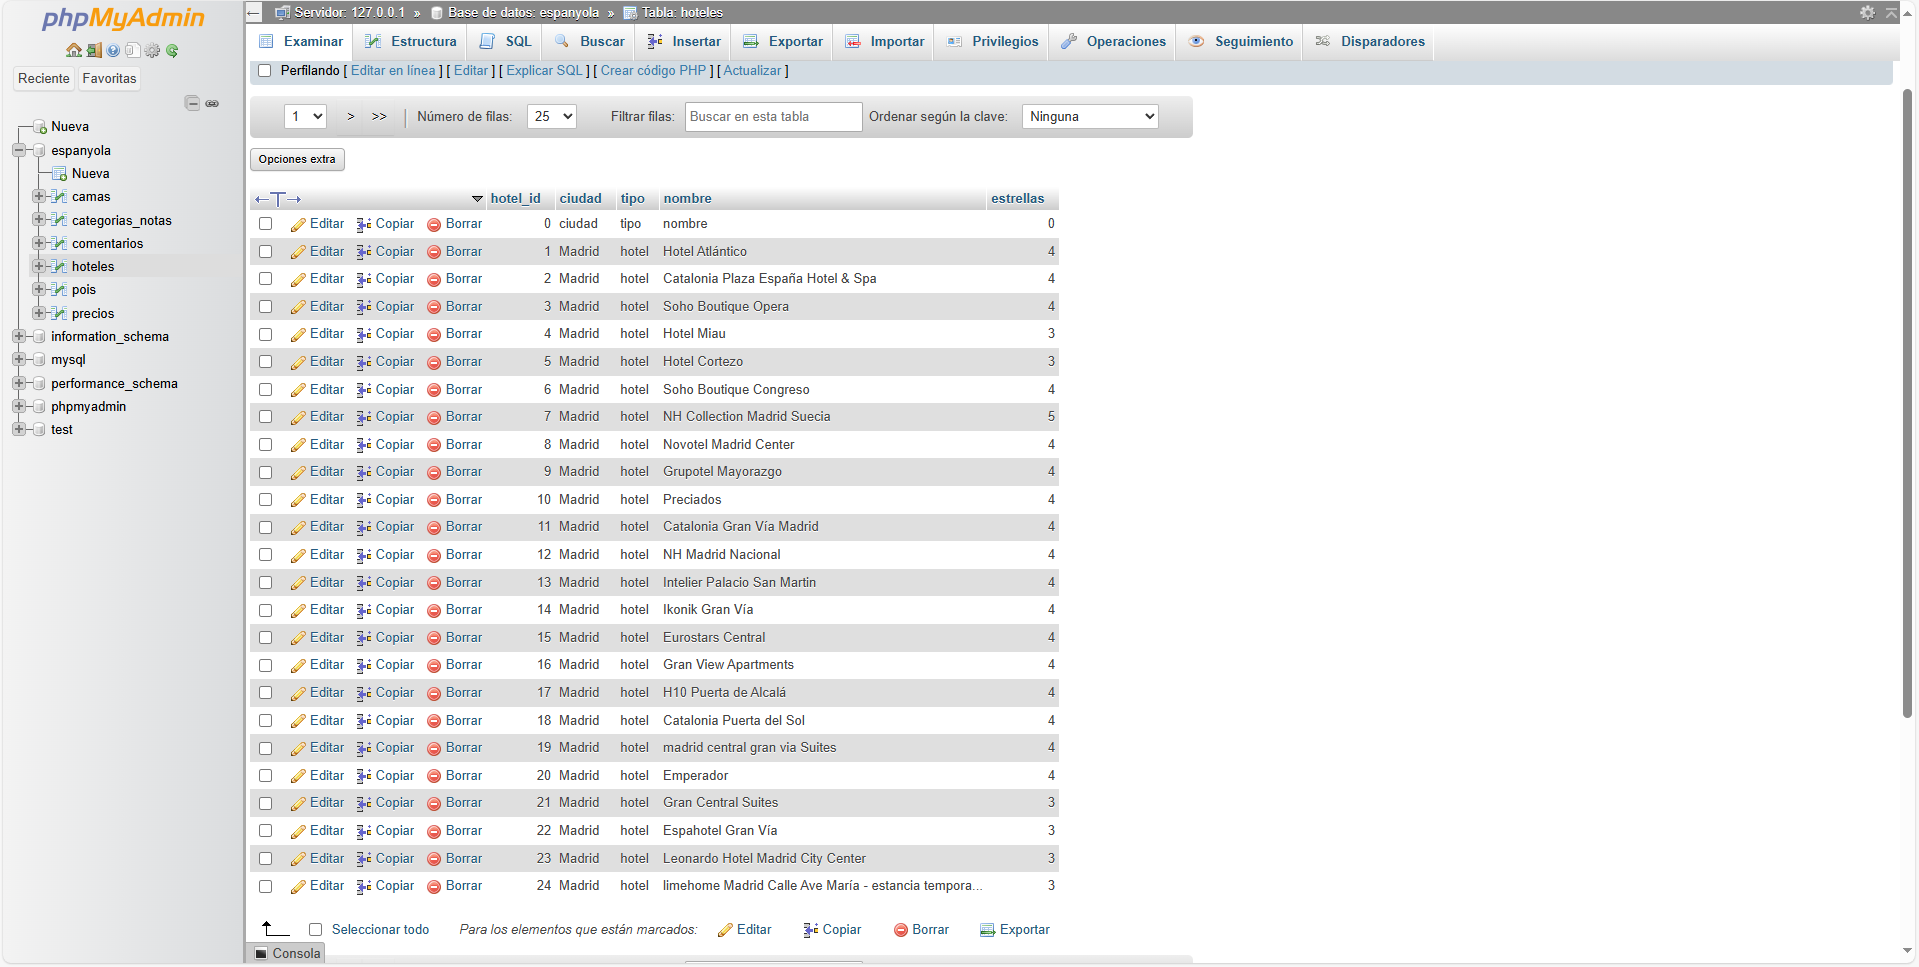 phpMyAdmin
Reciente Favoritas
Nueva
espanyola
Nueva
camas
categorias_notas
comentarios
hoteles
pois
precios
information_schema
mysql
performance_schema
phpmyadmin
test
Servidor: 127.0.0.1 » Base de datos: espanyola » Tabla: hoteles
Examinar Estructura SQL Buscar Insertar Exportar Importar Privilegios Operaciones Seguimiento Disparadores
Perfilando [ Editar en línea ] [ Editar ] [ Explicar SQL ] [ Crear código PHP ] [ Actualizar ]
1 > >> | Número de filas: 25 Filtrar filas: Buscar en esta tabla Ordenar según la clave: Ninguna
Opciones extra
hotel_id ciudad tipo nombre estrellas
Editar Copiar Borrar 0 ciudad tipo nombre 0
Editar Copiar Borrar 1 Madrid hotel Hotel Atlántico 4
Editar Copiar Borrar 2 Madrid hotel Catalonia Plaza España Hotel & Spa 4
Editar Copiar Borrar 3 Madrid hotel Soho Boutique Opera 4
Editar Copiar Borrar 4 Madrid hotel Hotel Miau 3
Editar Copiar Borrar 5 Madrid hotel Hotel Cortezo 3
Editar Copiar Borrar 6 Madrid hotel Soho Boutique Congreso 4
Editar Copiar Borrar 7 Madrid hotel NH Collection Madrid Suecia 5
Editar Copiar Borrar 8 Madrid hotel Novotel Madrid Center 4
Editar Copiar Borrar 9 Madrid hotel Grupotel Mayorazgo 4
Editar Copiar Borrar 10 Madrid hotel Preciados 4
Editar Copiar Borrar 11 Madrid hotel Catalonia Gran Vía Madrid 4
Editar Copiar Borrar 12 Madrid hotel NH Madrid Nacional 4
Editar Copiar Borrar 13 Madrid hotel Intelier Palacio San Martin 4
Editar Copiar Borrar 14 Madrid hotel Ikonik Gran Vía 4
Editar Copiar Borrar 15 Madrid hotel Eurostars Central 4
Editar Copiar Borrar 16 Madrid hotel Gran View Apartments 4
Editar Copiar Borrar 17 Madrid hotel H10 Puerta de Alcalá 4
Editar Copiar Borrar 18 Madrid hotel Catalonia Puerta del Sol 4
Editar Copiar Borrar 19 Madrid hotel madrid central gran via Suites 4
Editar Copiar Borrar 20 Madrid hotel Emperador 4
Editar Copiar Borrar 21 Madrid hotel Gran Central Suites 3
Editar Copiar Borrar 22 Madrid hotel Espahotel Gran Vía 3
Editar Copiar Borrar 23 Madrid hotel Leonardo Hotel Madrid City Center 3
Editar Copiar Borrar 24 Madrid hotel limehome Madrid Calle Ave María - estancia tempora... 3
Seleccionar todo Para los elementos que están marcados: Editar Copiar Borrar Exportar
Consola